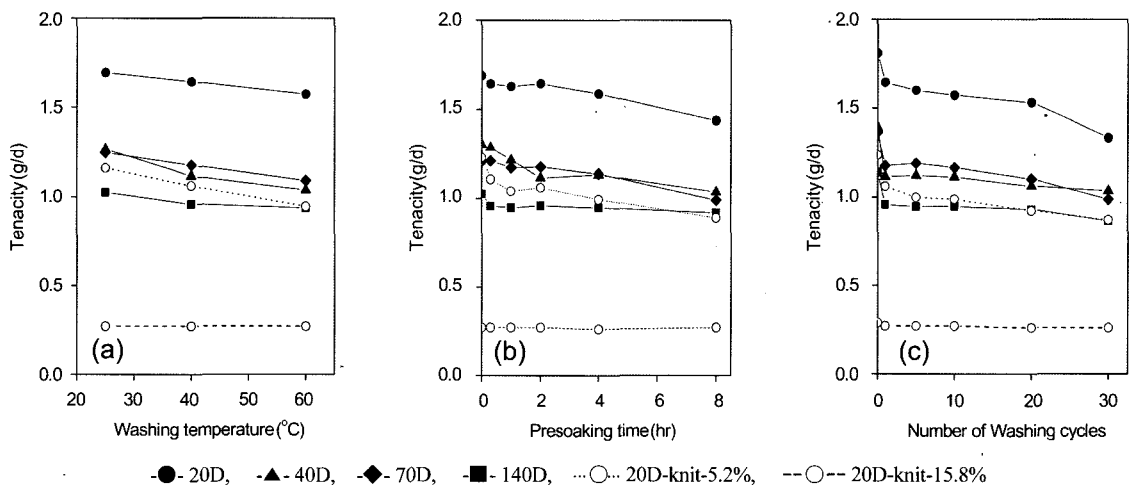 2.0 2.0 2.0
1.5 1.5 1.5
1.0 1.0 1.0
0.5 0.5 0.5
0.0 0.0 0.0
Tenacity (g/d) Tenacity (g/d) Tenacity (g/d)
(a) (b) (c)
20 30 40 50 60 0 2 4 6 8 0 10 20 30
Washing temperature (°C) Presoaking time (hr) Number of Washing cycles
20D, 40D, 70D, 140D, 20D-knit-5.2%, 20D-knit-15.8%